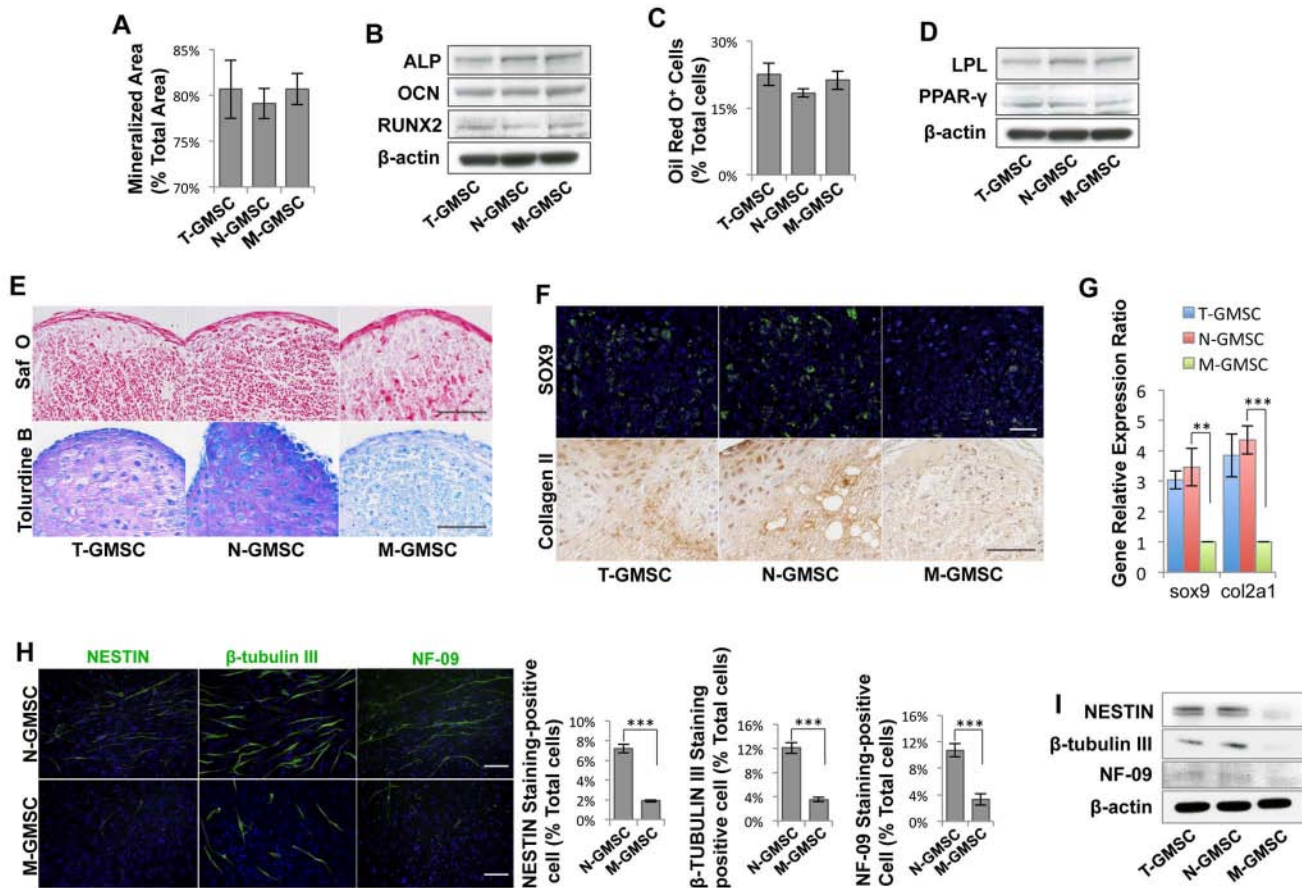 A
Mineralized Area
(% Total Area)
85%
80%
75%
70%
T-GMSC
N-GMSC
M-GMSC
B
ALP
OCN
RUNX2
β-actin
T-GMSC
N-GMSC
M-GMSC
C
Oil Red O⁺ Cells
(% Total cells)
30%
15%
0%
T-GMSC
N-GMSC
M-GMSC
D
LPL
PPAR-γ
β-actin
T-GMSC
N-GMSC
M-GMSC
E
Saf O
Tolurdine B
T-GMSC
N-GMSC
M-GMSC
F
SOX9
Collagen II
T-GMSC
N-GMSC
M-GMSC
G
T-GMSC
N-GMSC
M-GMSC
Gene Relative Expression Ratio
6
5
4
3
2
1
0
**
***
sox9 col2a1
H
NESTIN β-tubulin III NF-09
N-GMSC
M-GMSC
NESTIN Staining-positive
cell (% Total cells)
10%
8%
6%
4%
2%
0%
***
N-GMSC
M-GMSC
β-TUBULIN III Staining
positive cell (% Total cells)
16%
12%
8%
4%
0%
***
N-GMSC
M-GMSC
NF-09 Staining-positive
Cell (% Total cells)
16%
12%
8%
4%
0%
***
N-GMSC
M-GMSC
I
NESTIN
β-tubulin III
NF-09
β-actin
T-GMSC
N-GMSC
M-GMSC